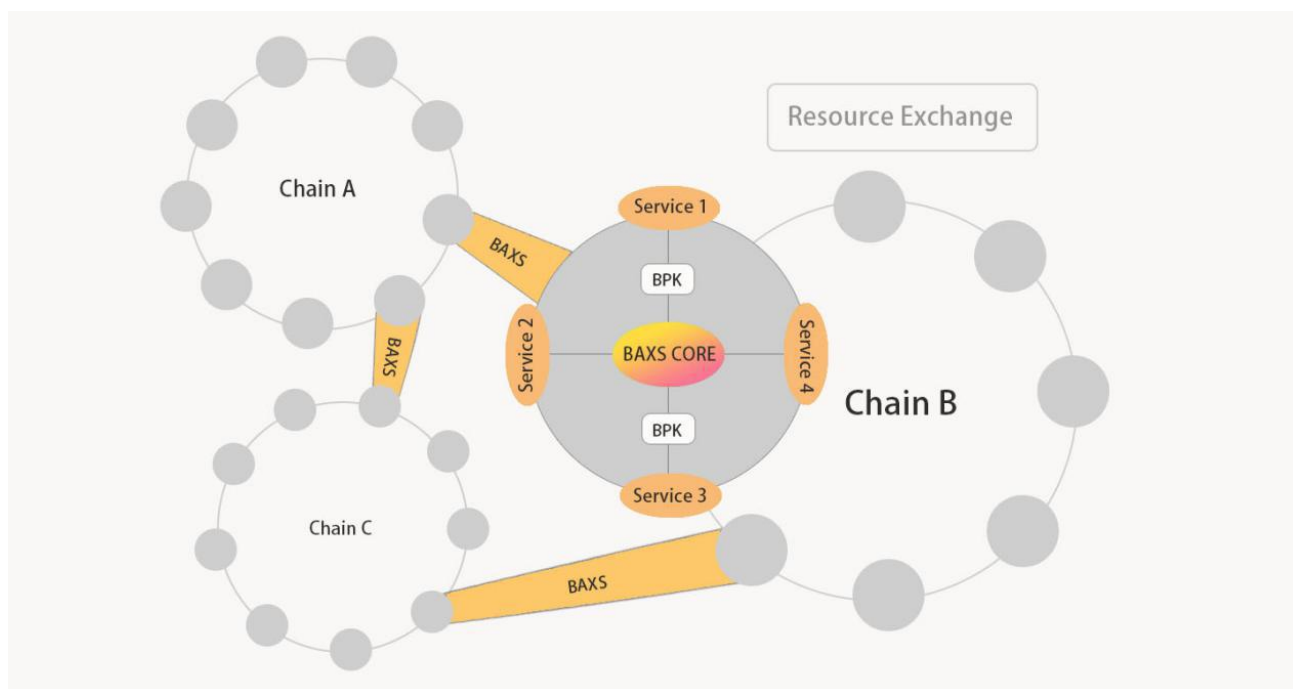 Resource Exchange
Chain A
Service 1
BAXS
BPK
BAXS
Service 2
BAXS CORE
Service 4
Chain B
BPK
Service 3
Chain C
BAXS